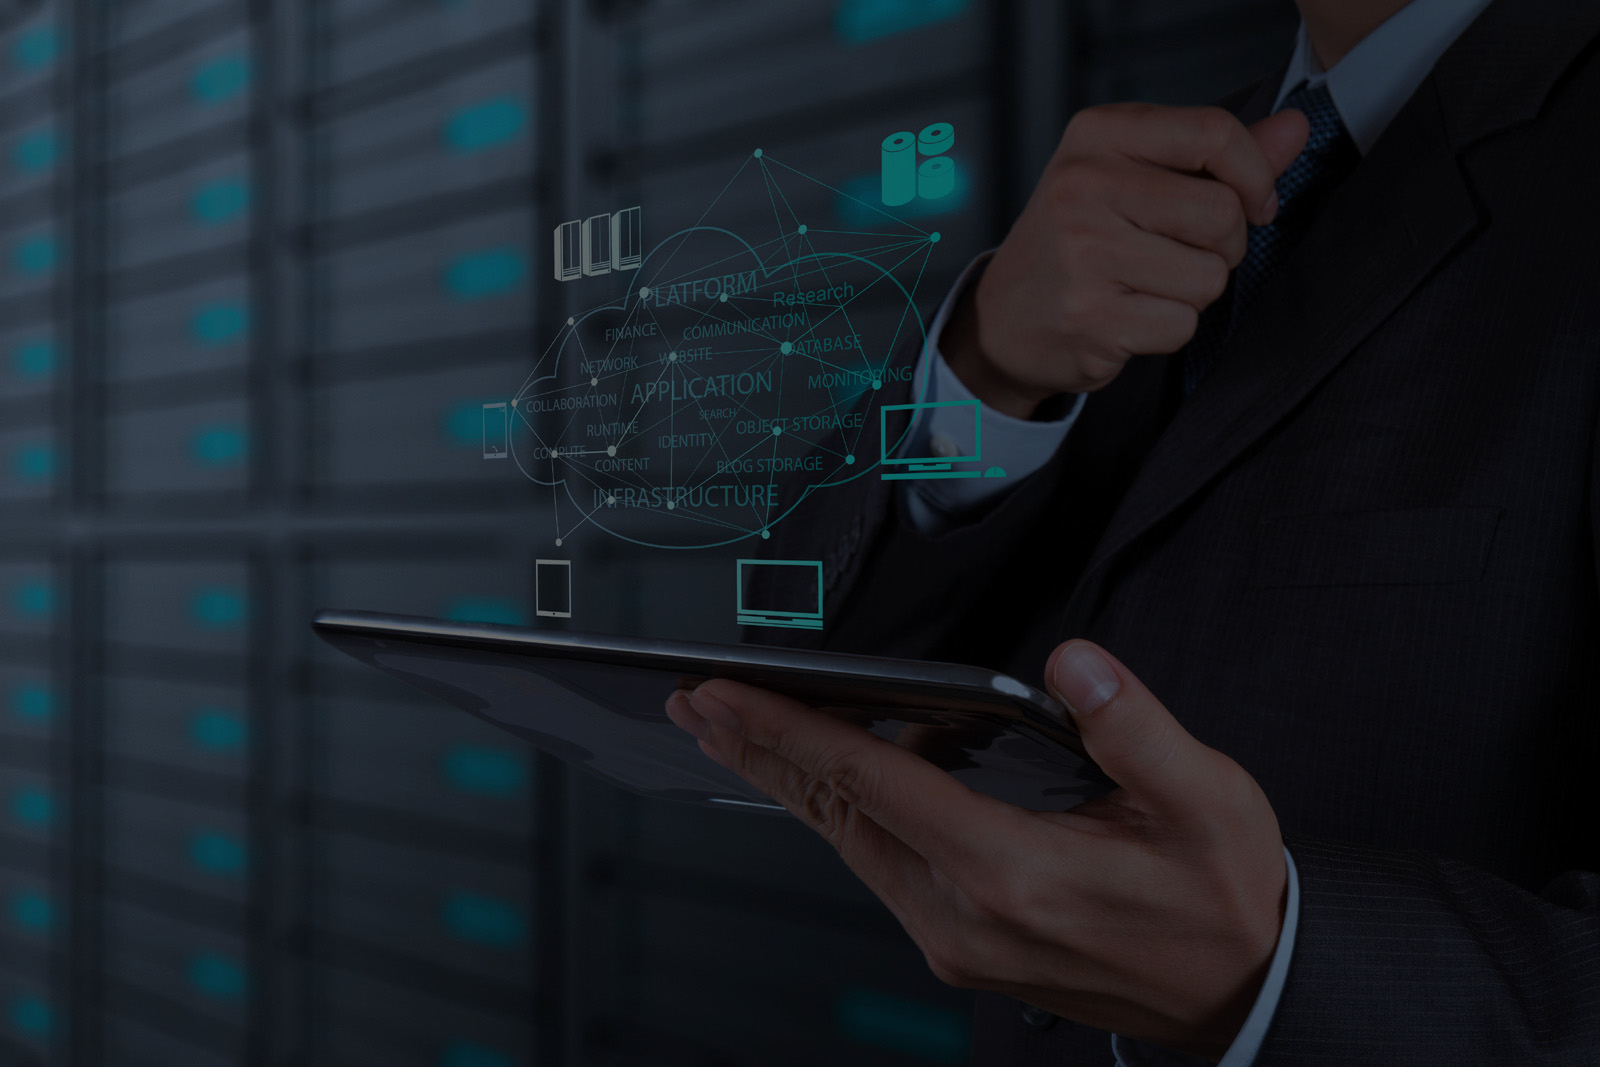 PLATFORM
Research
FINANCE
COMMUNICATION
NETWORK
WEBSITE
DATABASE
APPLICATION
MONITORING
COLLABORATION
SEARCH
RUNTIME
IDENTITY
OBJECT STORAGE
COMPUTE
CONTENT
BLOG STORAGE
INFRASTRUCTURE